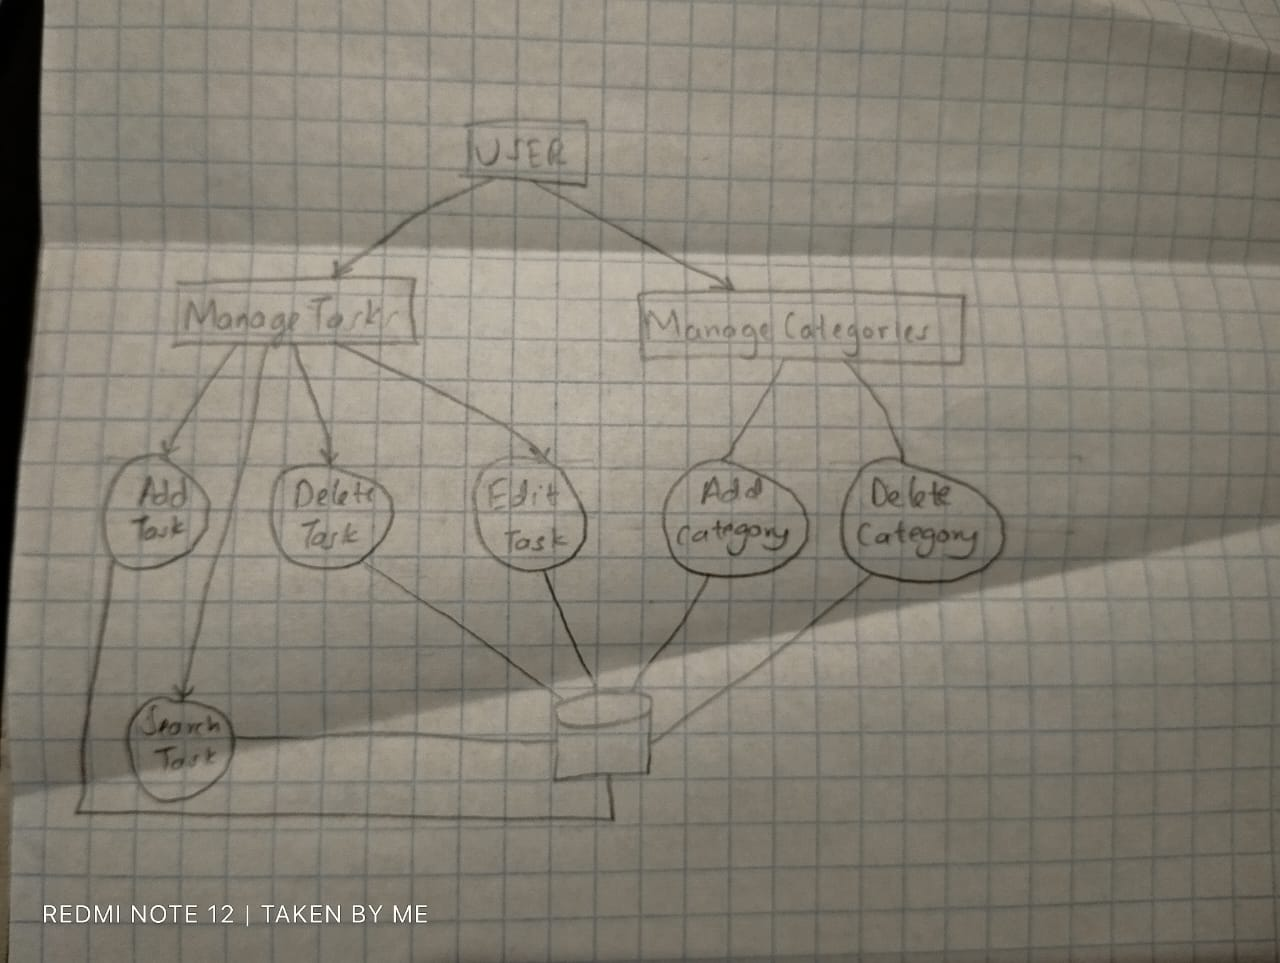 USER
Manage Tasks
Manage Categories
Add
Task
Delete
Task
Edit
Task
Add
Category
Delete
Category
Search
Task
REDMI NOTE 12 | TAKEN BY ME